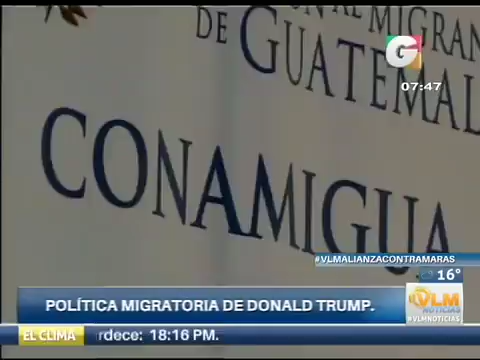 AL MIGRAN
DE GUATEMAL
G
07:47
CONAMIGUA
#VLMALIANZACONTRAMARAS
16°
POLÍTICA MIGRATORIA DE DONALD TRUMP.
VLM
NOTICIAS
#VLMNOTICIAS
EL CLIMA
rdece: 18:16 PM.